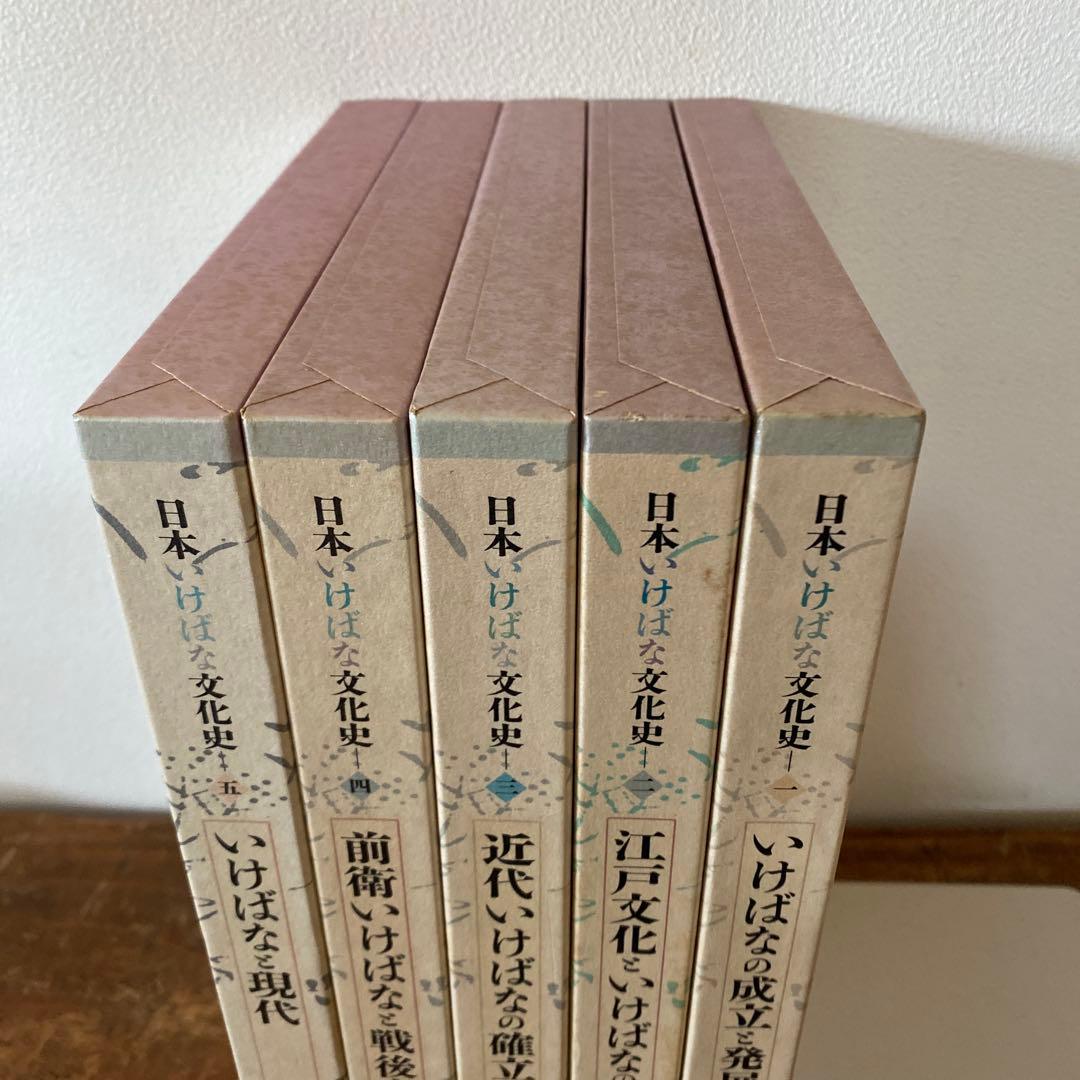 日本いけばな文化史
五
いけばなと現代
日本いけばな文化史
四
前衛いけばなと戦後
日本いけばな文化史
三
近代いけばなの確立
日本いけばな文化史
二
江戸文化といけばなの
日本いけばな文化史
一
いけばなの成立と発展